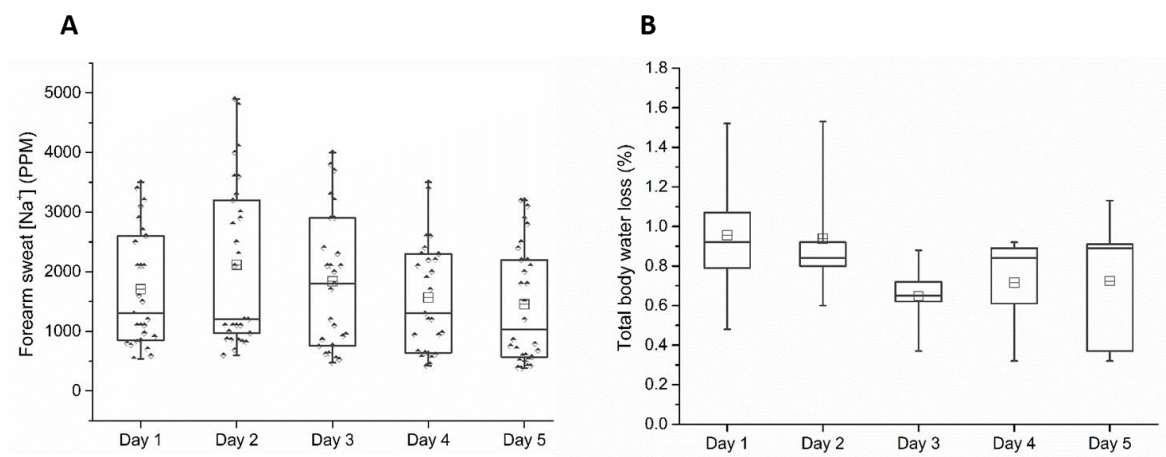 A
B
Forearm sweat [Na⁺] (PPM)
5000
4000
3000
2000
1000
0
Day 1 Day 2 Day 3 Day 4 Day 5
Total body water loss (%)
1.8
1.6
1.4
1.2
1.0
0.8
0.6
0.4
0.2
0.0
Day 1 Day 2 Day 3 Day 4 Day 5